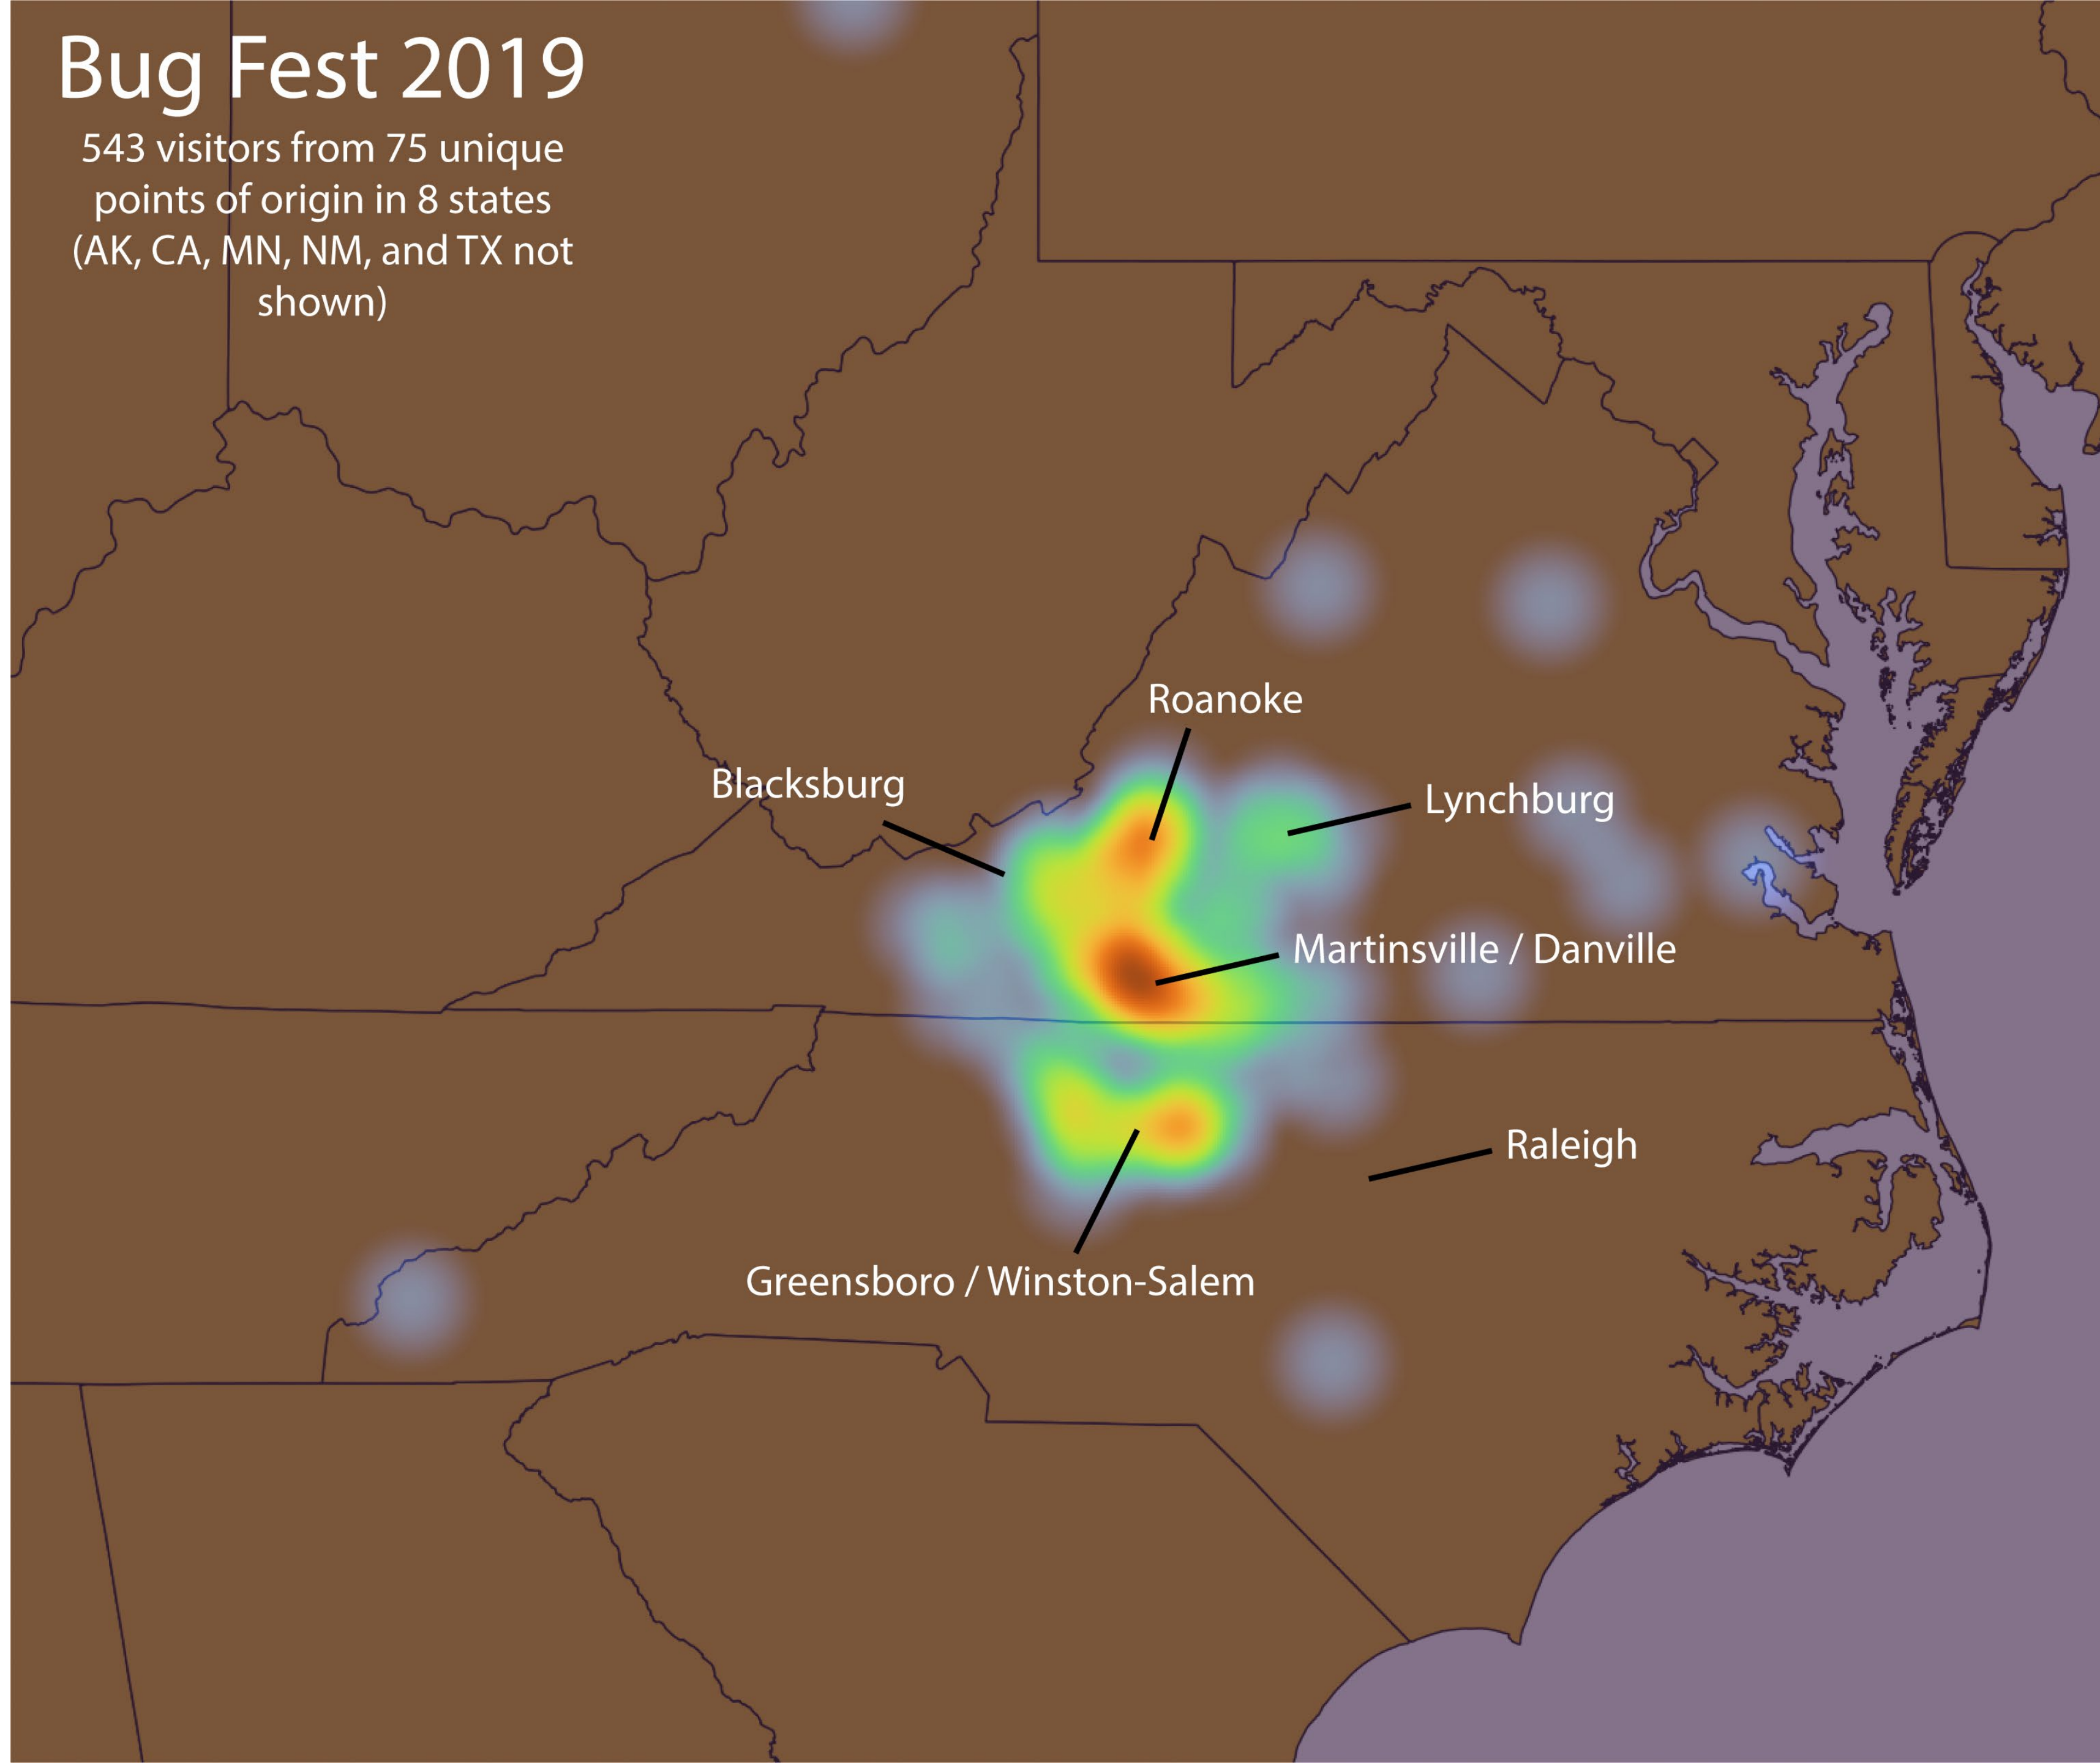 Bug Fest 2019
543 visitors from 75 unique
points of origin in 8 states
(AK, CA, MN, NM, and TX not
shown)
Roanoke
Blacksburg
Lynchburg
Martinsville / Danville
Raleigh
Greensboro / Winston-Salem